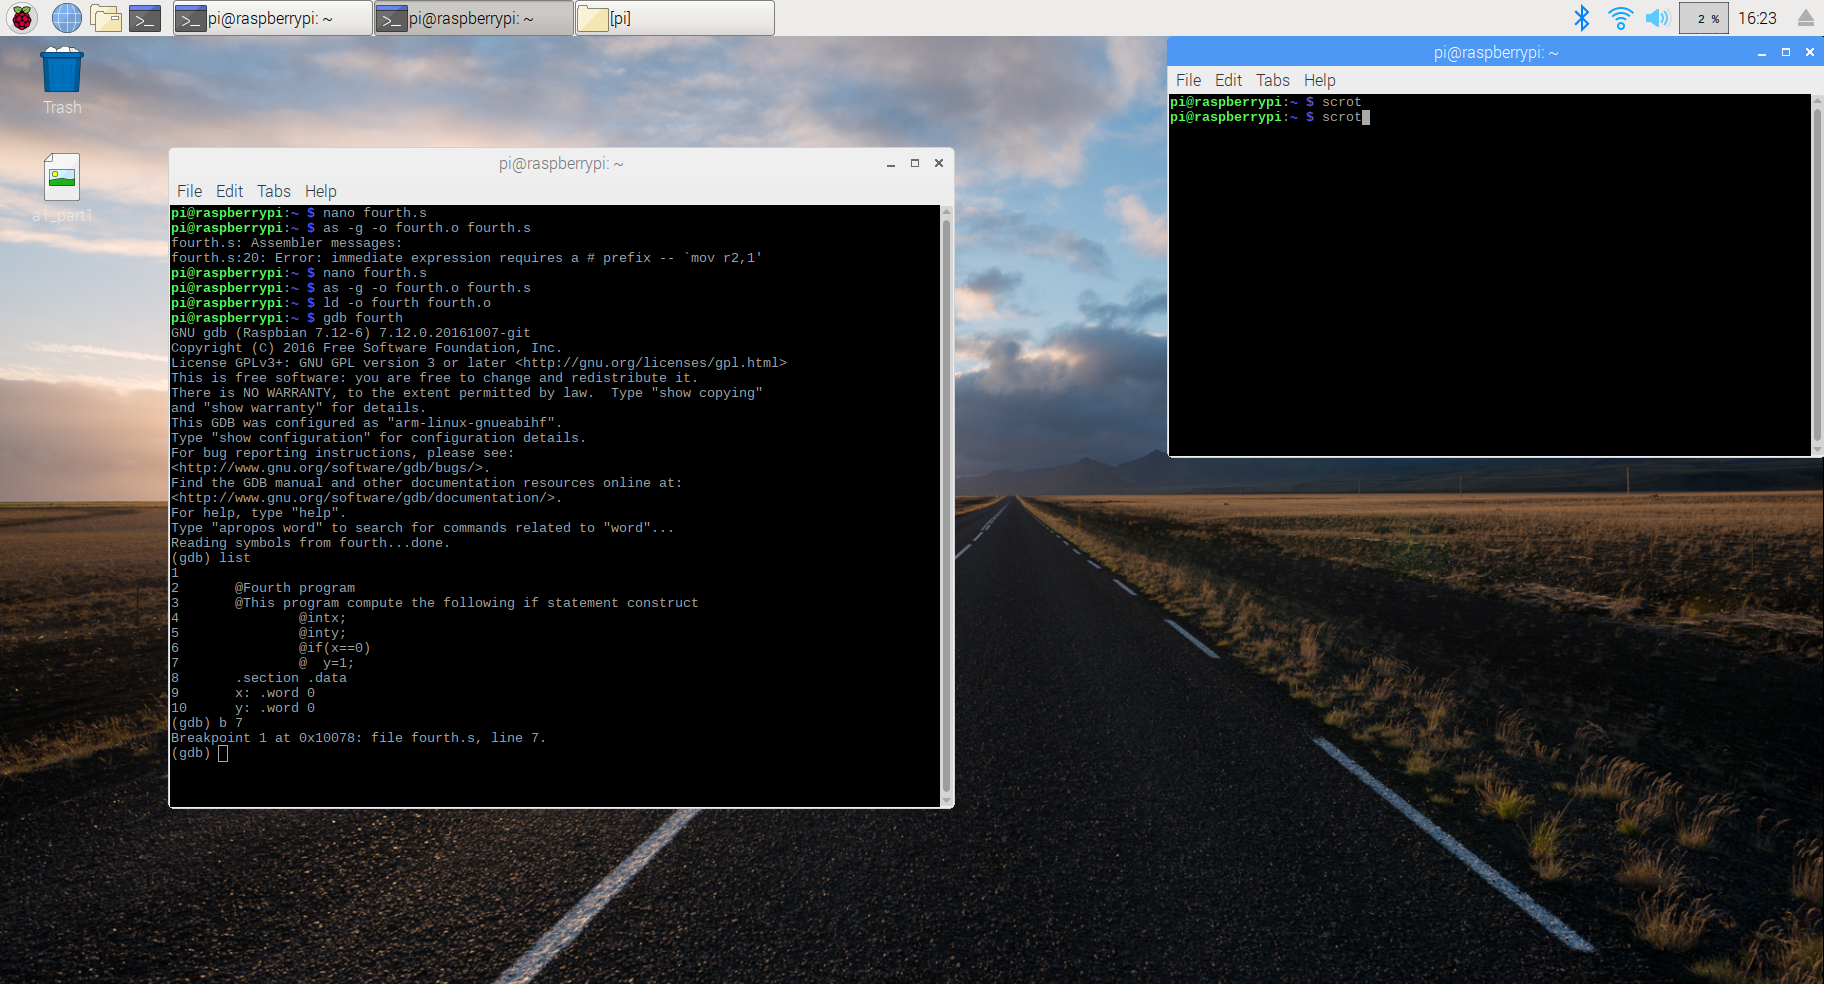 pi@raspberrypi: ~
pi@raspberrypi: ~
[pi]
2 %
16:23
Trash
a1_part1
pi@raspberrypi: ~
File Edit Tabs Help
pi@raspberrypi:~ $ scrot
pi@raspberrypi:~ $ scrot
pi@raspberrypi: ~
File Edit Tabs Help
pi@raspberrypi:~ $ nano fourth.s
pi@raspberrypi:~ $ as -g -o fourth.o fourth.s
fourth.s: Assembler messages:
fourth.s:20: Error: immediate expression requires a # prefix -- `mov r2,1'
pi@raspberrypi:~ $ nano fourth.s
pi@raspberrypi:~ $ as -g -o fourth.o fourth.s
pi@raspberrypi:~ $ ld -o fourth fourth.o
pi@raspberrypi:~ $ gdb fourth
GNU gdb (Raspbian 7.12-6) 7.12.0.20161007-git
Copyright (C) 2016 Free Software Foundation, Inc.
License GPLv3+: GNU GPL version 3 or later <http://gnu.org/licenses/gpl.html>
This is free software: you are free to change and redistribute it.
There is NO WARRANTY, to the extent permitted by law.  Type "show copying"
and "show warranty" for details.
This GDB was configured as "arm-linux-gnueabihf".
Type "show configuration" for configuration details.
For bug reporting instructions, please see:
<http://www.gnu.org/software/gdb/bugs/>.
Find the GDB manual and other documentation resources online at:
<http://www.gnu.org/software/gdb/documentation/>.
For help, type "help".
Type "apropos word" to search for commands related to "word"...
Reading symbols from fourth...done.
(gdb) list
1
2       @Fourth program
3       @This program compute the following if statement construct
4               @intx;
5               @inty;
6               @if(x==0)
7               @  y=1;
8       .section .data
9       x: .word 0
10      y: .word 0
(gdb) b 7
Breakpoint 1 at 0x10078: file fourth.s, line 7.
(gdb)